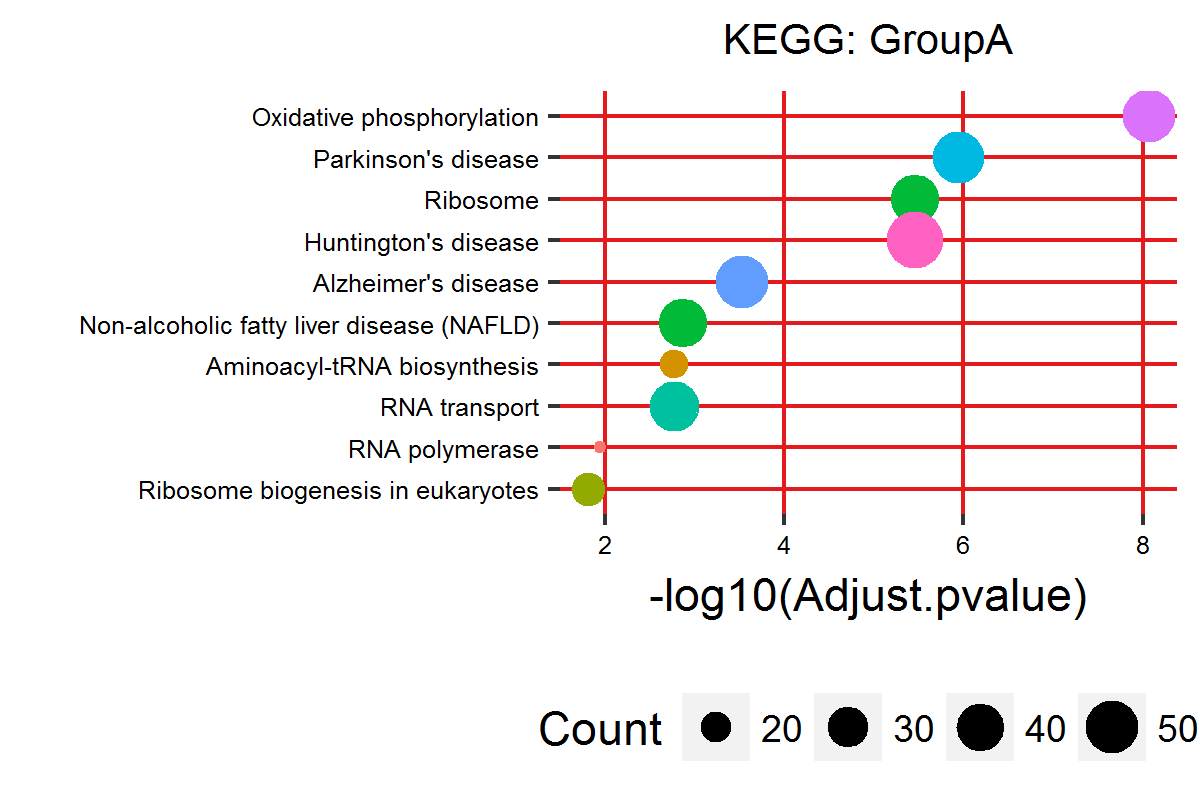 KEGG: GroupA
Oxidative phosphorylation
Parkinson's disease
Ribosome
Huntington's disease
Alzheimer's disease
Non-alcoholic fatty liver disease (NAFLD)
Aminoacyl-tRNA biosynthesis
RNA transport
RNA polymerase
Ribosome biogenesis in eukaryotes
2 4 6 8
-log10(Adjust.pvalue)
Count 20 30 40 50